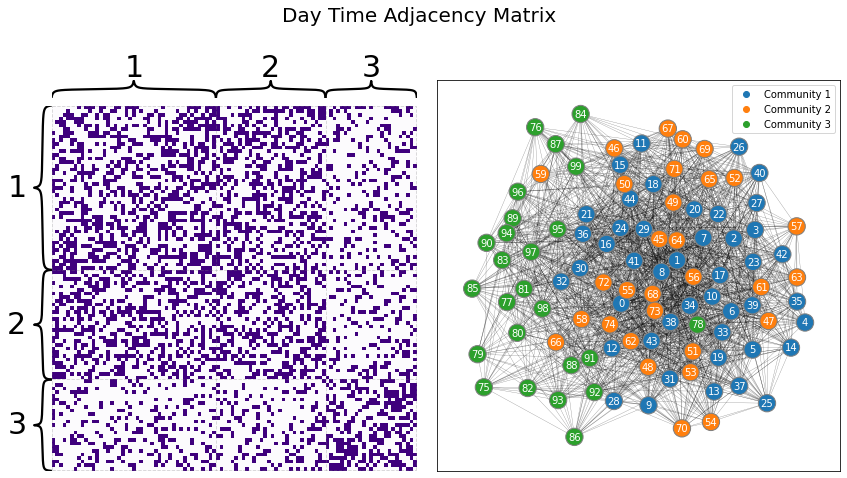 Day Time Adjacency Matrix
1 2 3
1
2
3
Community 1
Community 2
Community 3
84
76 67
87 11 60
46 69 26
99 15 71
59 40
50 18 65 52
96 44
49 27
89 21 20 22
95 24 29 3 57
94 36 7 2
90 16 45 64
97 42
83 41 1 23
30 8
32 72 56 17 63
85 81 55 61
68 10
77 0 34 39 35
98 73 6
58 74 38 78 47 4
80 33
66 62 43
12 51 5 14
79 91 19
88 48 53
31
75 82 92 13 37
93 28 9 25
54
86 70